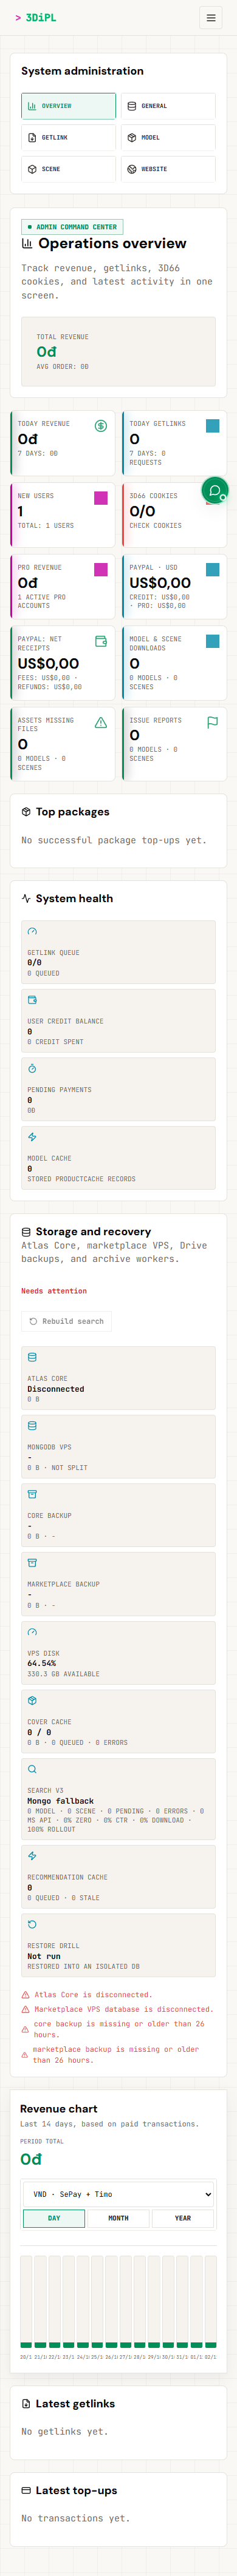 > 3DiPL
System administration
OVERVIEW
GENERAL
GETLINK
MODEL
SCENE
WEBSITE
ADMIN COMMAND CENTER
Operations overview
Track revenue, getlinks, 3D66
cookies, and latest activity in one
screen.
TOTAL REVENUE
0đ
AVG ORDER: 0Đ
TODAY REVENUE
0đ
7 DAYS: 0Đ
TODAY GETLINKS
0
7 DAYS: 0
REQUESTS
NEW USERS
1
TOTAL: 1 USERS
3D66 COOKIES
0/0
CHECK COOKIES
PRO REVENUE
0đ
1 ACTIVE PRO
ACCOUNTS
PAYPAL · USD
US$0,00
CREDIT: US$0,00
· PRO: US$0,00
PAYPAL: NET
RECEIPTS
US$0,00
FEES: US$0,00 ·
REFUNDS: US$0,00
MODEL & SCENE
DOWNLOADS
0
0 MODELS · 0
SCENES
ASSETS MISSING
FILES
0
0 MODELS · 0
SCENES
ISSUE REPORTS
0
0 MODELS · 0
SCENES
Top packages
No successful package top-ups yet.
System health
GETLINK QUEUE
0/0
0 QUEUED
USER CREDIT BALANCE
0
0 CREDIT SPENT
PENDING PAYMENTS
0
0Đ
MODEL CACHE
0
STORED PRODUCTCACHE RECORDS
Storage and recovery
Atlas Core, marketplace VPS, Drive
backups, and archive workers.
Needs attention
Rebuild search
ATLAS CORE
Disconnected
0 B
MONGODB VPS
-
0 B · NOT SPLIT
CORE BACKUP
-
0 B · -
MARKETPLACE BACKUP
-
0 B · -
VPS DISK
64.54%
330.3 GB AVAILABLE
COVER CACHE
0 / 0
0 B · 0 QUEUED · 0 ERRORS
SEARCH V3
Mongo fallback
0 MODEL · 0 SCENE · 0 PENDING · 0 ERRORS · 0
MS API · 0% ZERO · 0% CTR · 0% DOWNLOAD ·
100% ROLLOUT
RECOMMENDATION CACHE
0
0 QUEUED · 0 STALE
RESTORE DRILL
Not run
RESTORED INTO AN ISOLATED DB
Atlas Core is disconnected.
Marketplace VPS database is disconnected.
core backup is missing or older than 26
hours.
marketplace backup is missing or older
than 26 hours.
Revenue chart
Last 14 days, based on paid transactions.
PERIOD TOTAL
0đ
VND · SePay + Timo
DAY
MONTH
YEAR
Latest getlinks
No getlinks yet.
Latest top-ups
No transactions yet.